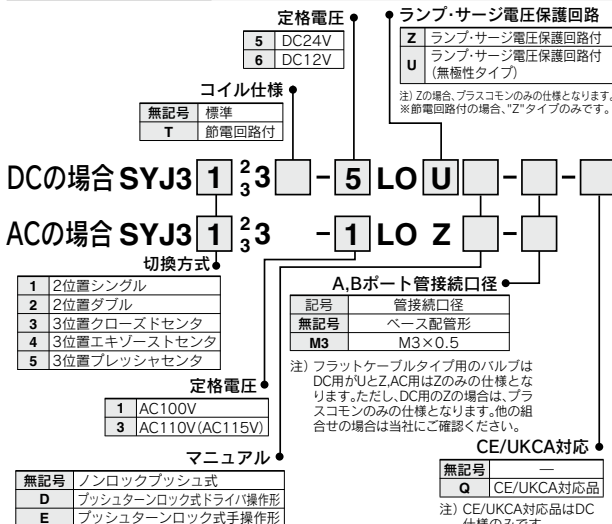 定格電圧
5 DC24V
6 DC12V
ランプ・サージ電圧保護回路
Z ランプ・サージ電圧保護回路付
U ランプ・サージ電圧保護回路付
(無極性タイプ)
注) Zの場合、プラスコモンのみの仕様となります。
※節電回路付の場合、"Z"タイプのみです。
コイル仕様
無記号 標準
T 節電回路付
DCの場合 SYJ3 1 2 3 3 - 5 LO U - -
ACの場合 SYJ3 1 2 3 3 - 1 LO Z -
切換方式
1 2位置シングル
2 2位置ダブル
3 3位置クローズドセンタ
4 3位置エキゾーストセンタ
5 3位置プレッシャセンタ
A,Bポート管接続口径
記号 管接続口径
無記号 ベース配管形
M3 M3×0.5
注) フラットケーブルタイプ用のバルブは
DC用がUとZ,AC用はZのみの仕様とな
ります。ただし、DC用のZの場合は、プラ
スコモンのみの仕様となります。他の組
合せの場合は当社にご確認ください。
定格電圧
1 AC100V
3 AC110V(AC115V)
マニュアル
無記号 ノンロックプッシュ式
D プッシュターンロック式ドライバ操作形
E プッシュターンロック式手操作形
CE/UKCA対応
無記号 —
Q CE/UKCA対応品
注) CE/UKCA対応品はDC
仕様のみです